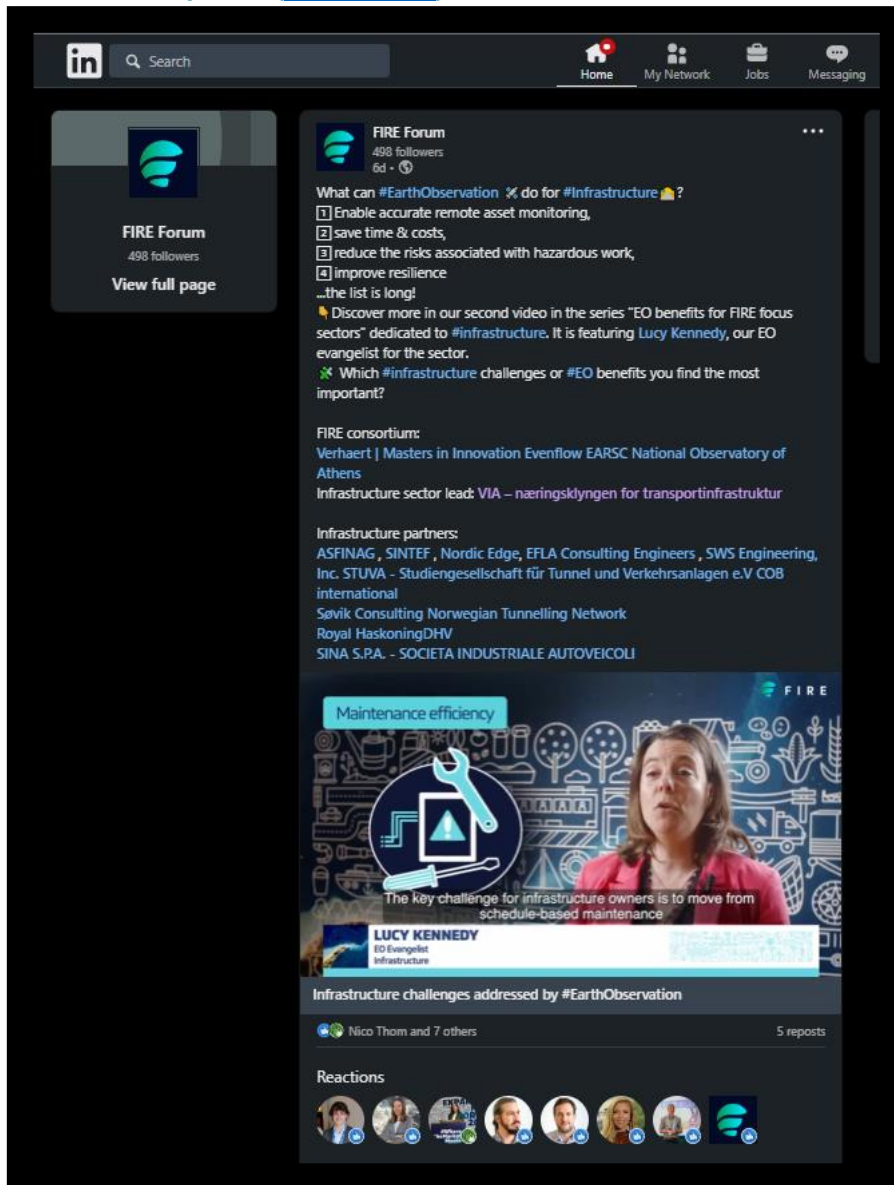 in
Search
Home
My Network
Jobs
Messaging
FIRE Forum
498 followers
View full page
FIRE Forum
498 followers
6d •
What can #EarthObservation 🛰 do for #Infrastructure ?
1 Enable accurate remote asset monitoring,
2 save time & costs,
3 reduce the risks associated with hazardous work,
4 improve resilience
...the list is long!
👇 Discover more in our second video in the series "EO benefits for FIRE focus
sectors" dedicated to #infrastructure. It is featuring Lucy Kennedy, our EO
evangelist for the sector.
Which #infrastructure challenges or #EO benefits you find the most
important?
FIRE consortium:
Verhaert | Masters in Innovation Evenflow EARSC National Observatory of
Athens
Infrastructure sector lead: VIA – næringsklyngen for transportinfrastruktur
Infrastructure partners:
ASFINAG , SINTEF , Nordic Edge, EFLA Consulting Engineers , SWS Engineering,
Inc. STUVA - Studiengesellschaft für Tunnel und Verkehrsanlagen e.V COB
international
Søvik Consulting Norwegian Tunnelling Network
Royal HaskoningDHV
SINA S.P.A. - SOCIETA INDUSTRIALE AUTOVEICOLI
FIRE
Maintenance efficiency
The key challenge for infrastructure owners is to move from
schedule-based maintenance
LUCY KENNEDY
EO Evangelist
Infrastructure
Infrastructure challenges addressed by #EarthObservation
Nico Thom and 7 others
5 reposts
Reactions